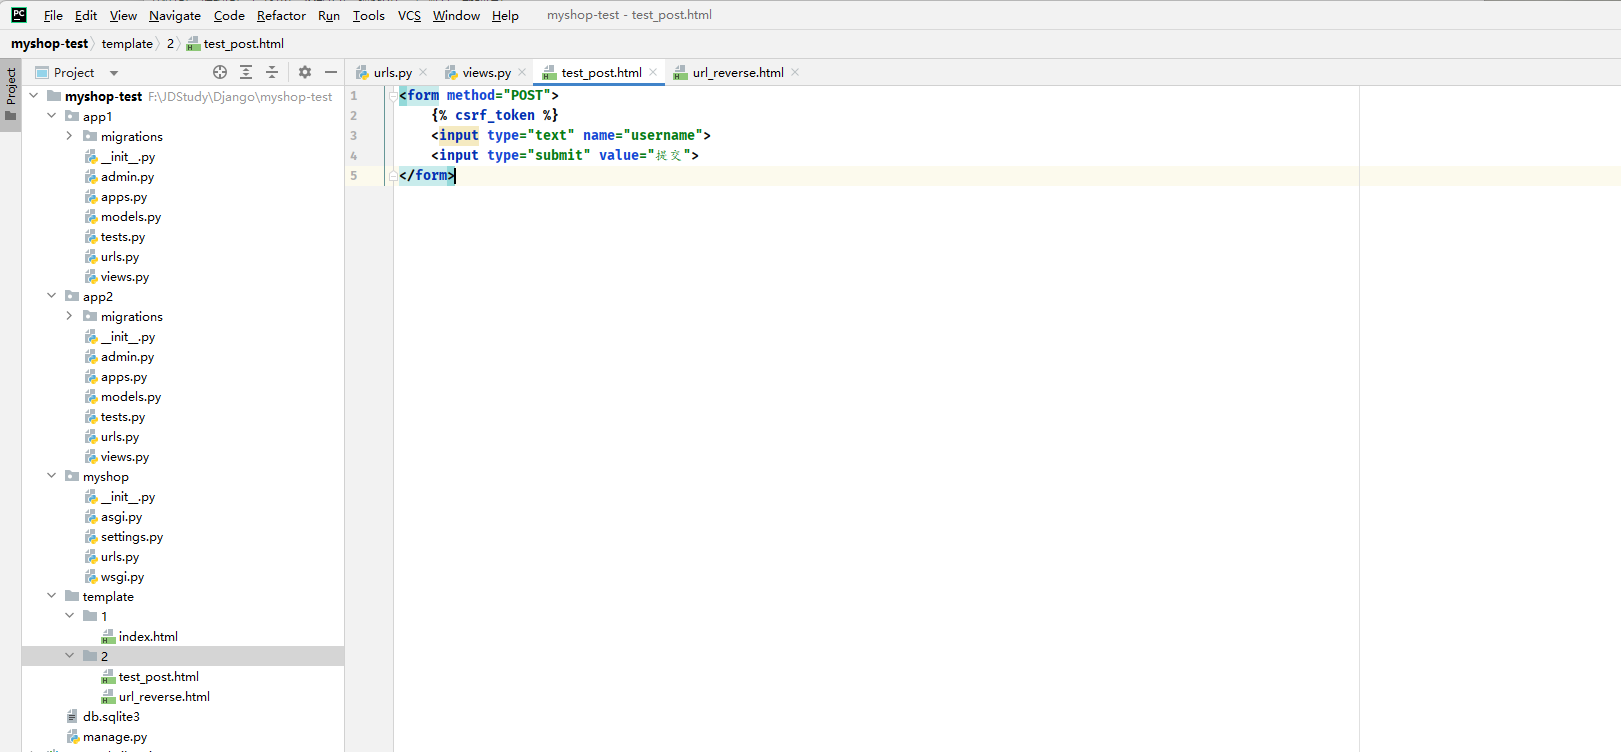 PC File Edit View Navigate Code Refactor Run Tools VCS Window Help myshop-test - test_post.html
myshop-test template 2 test_post.html
Project
Project
urls.py views.py test_post.html url_reverse.html
myshop-test F:\JDStudy\Django\myshop-test
app1
migrations
__init__.py
admin.py
apps.py
models.py
tests.py
urls.py
views.py
app2
migrations
__init__.py
admin.py
apps.py
models.py
tests.py
urls.py
views.py
myshop
__init__.py
asgi.py
settings.py
urls.py
wsgi.py
template
1
index.html
2
test_post.html
url_reverse.html
db.sqlite3
manage.py
1 <form method="POST">
2 {% csrf_token %}
3 <input type="text" name="username">
4 <input type="submit" value="提交">
5 </form>